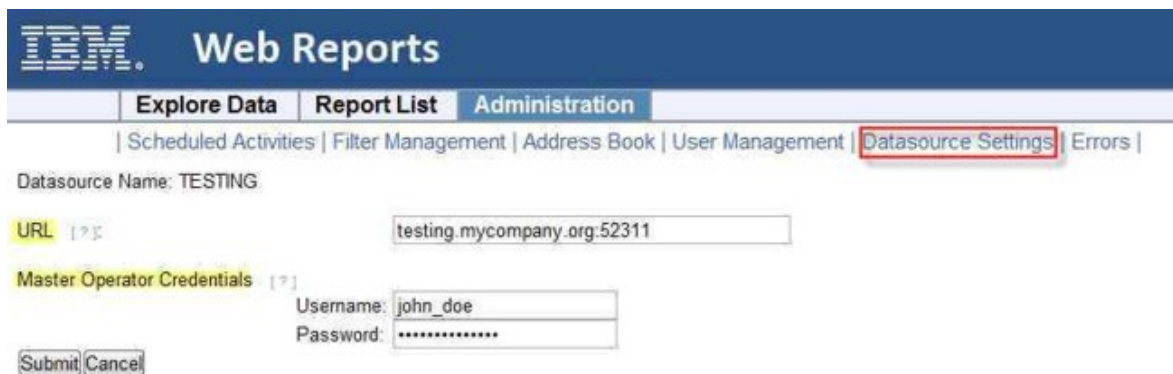 IBM. Web Reports
Explore Data Report List Administration
| Scheduled Activities | Filter Management | Address Book | User Management | Datasource Settings | Errors |
Datasource Name: TESTING
URL [?]: testing.mycompany.org:52311
Master Operator Credentials [?]
Username: john_doe
Password: ••••••••••••••
Submit Cancel